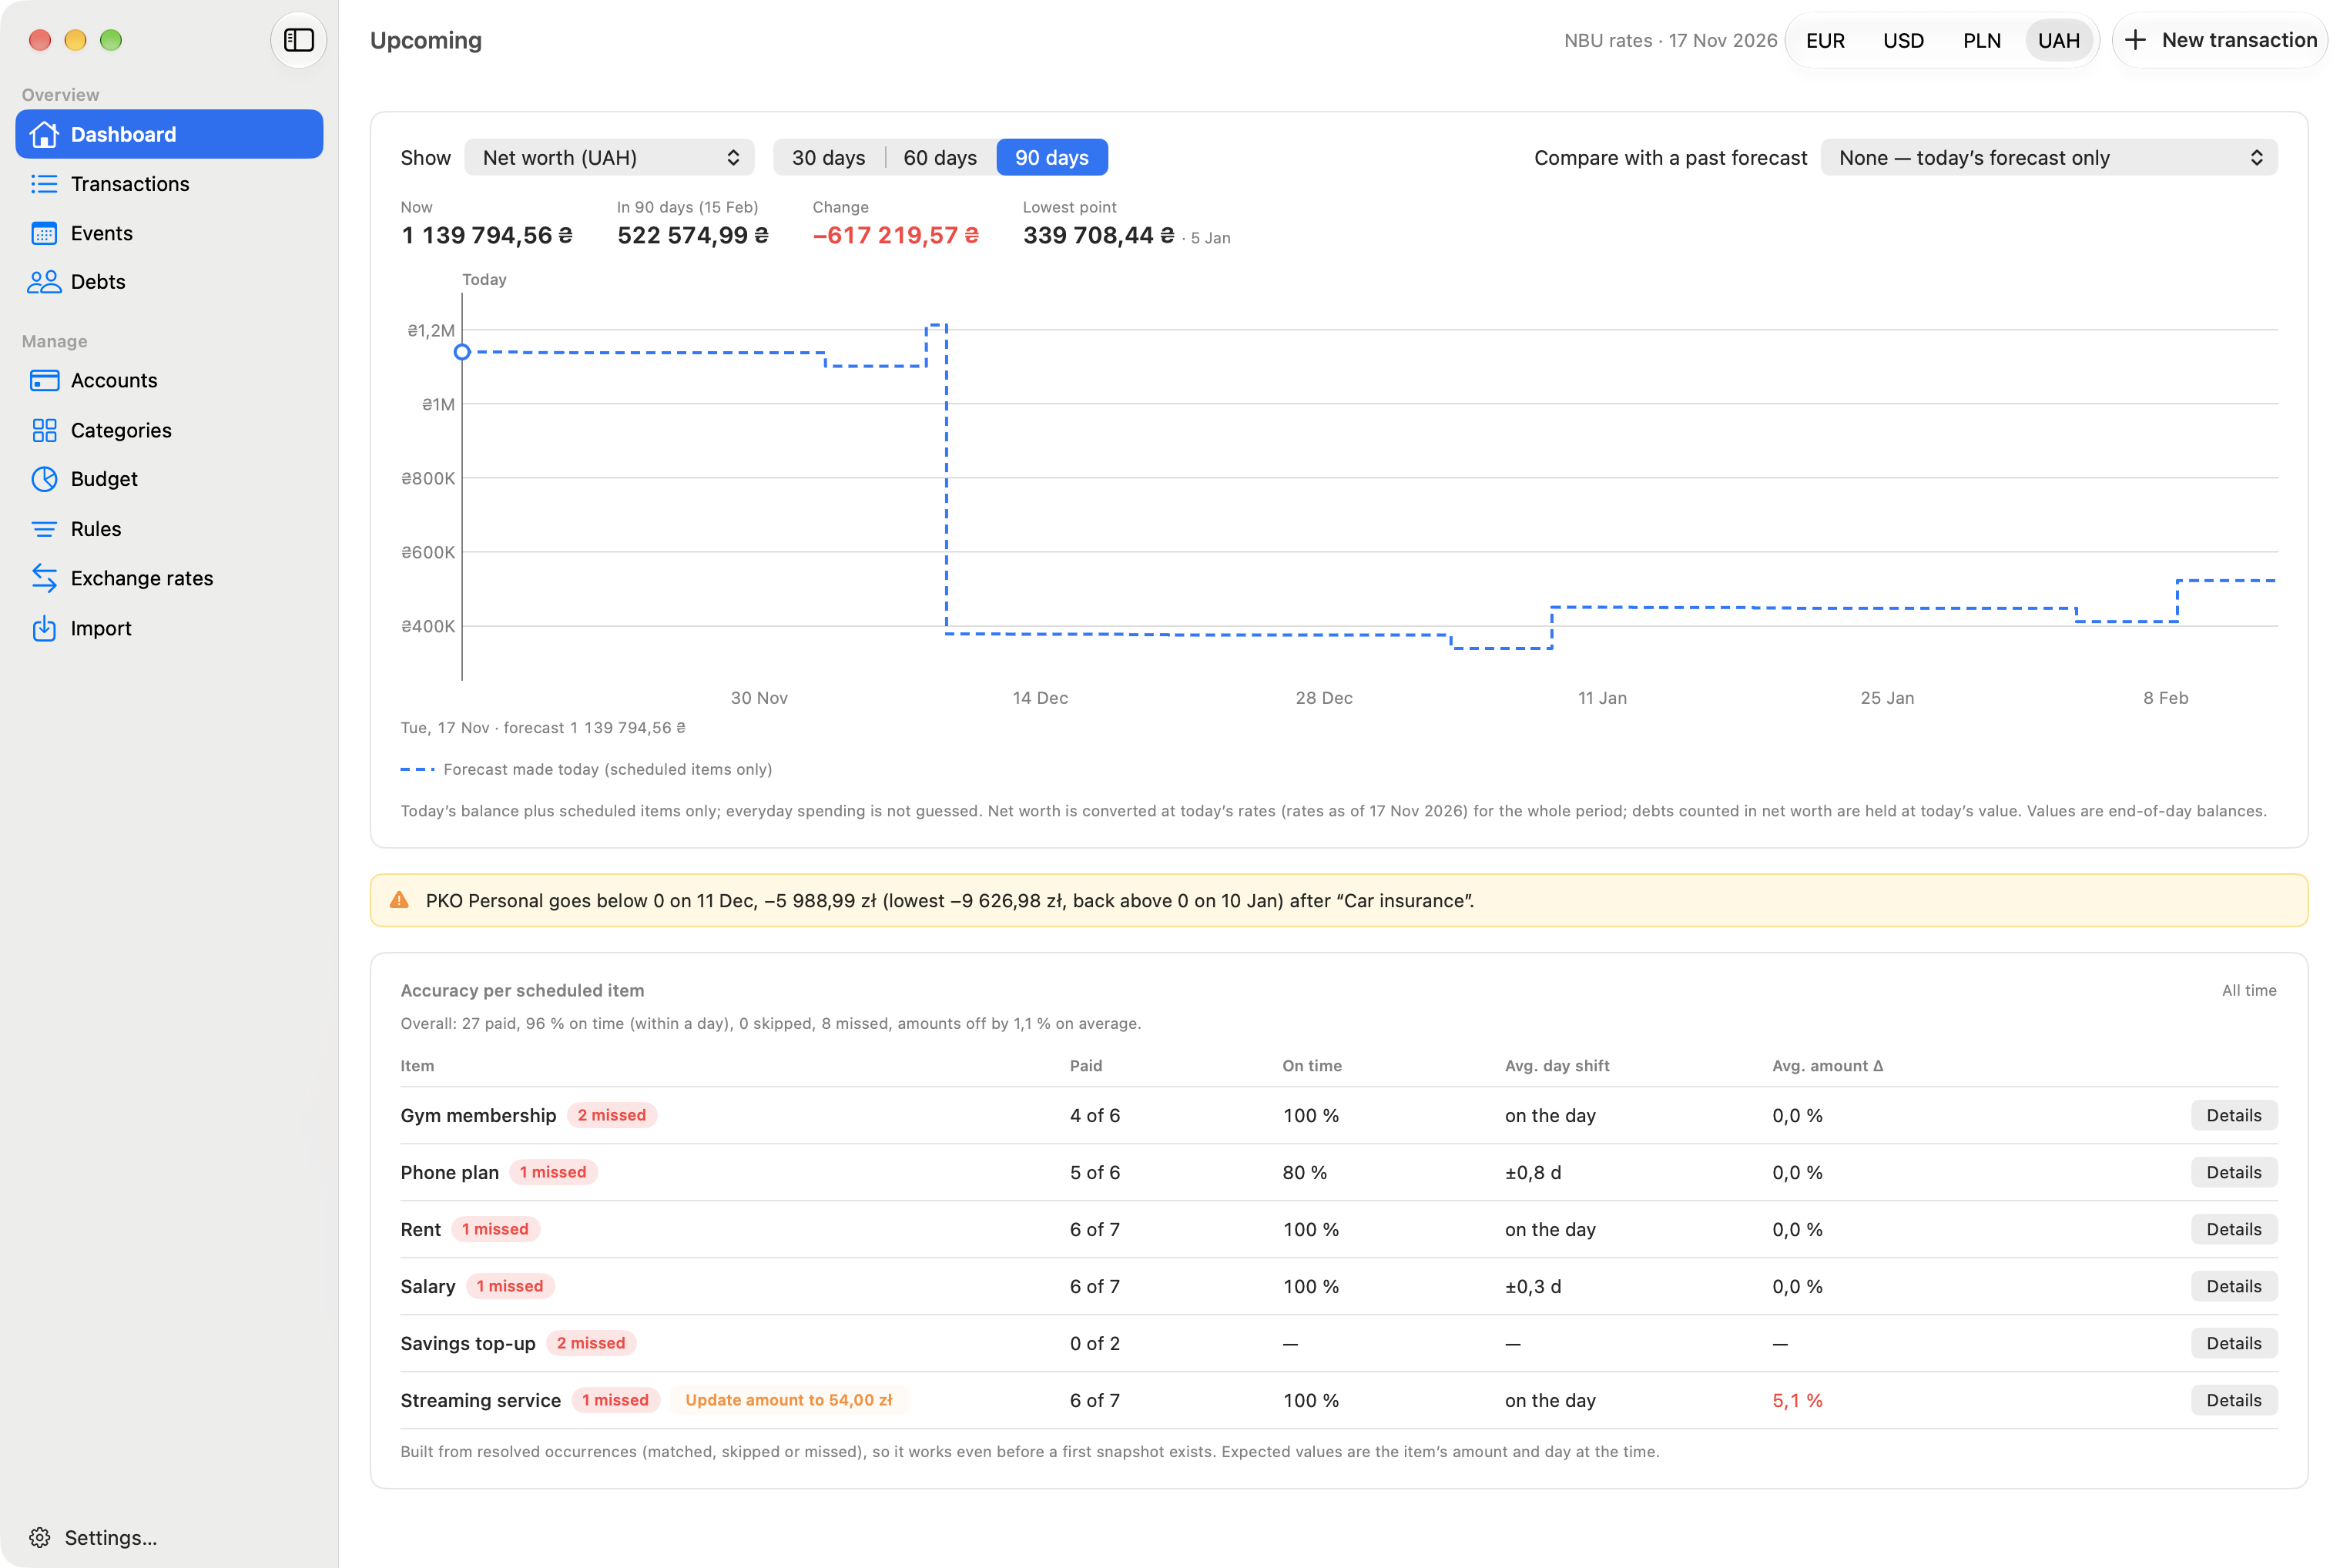 Upcoming
NBU rates · 17 Nov 2026
EUR USD PLN UAH
New transaction
Overview
Dashboard
Transactions
Events
Debts
Manage
Accounts
Categories
Budget
Rules
Exchange rates
Import
Settings...
Show Net worth (UAH) 30 days 60 days 90 days
Compare with a past forecast None — today’s forecast only
Now In 90 days (15 Feb) Change Lowest point
1 139 794,56 ₴ 522 574,99 ₴ −617 219,57 ₴ 339 708,44 ₴ · 5 Jan
Today
₴1,2M
₴1M
₴800K
₴600K
₴400K
30 Nov 14 Dec 28 Dec 11 Jan 25 Jan 8 Feb
Tue, 17 Nov · forecast 1 139 794,56 ₴
Forecast made today (scheduled items only)
Today’s balance plus scheduled items only; everyday spending is not guessed. Net worth is converted at today’s rates (rates as of 17 Nov 2026) for the whole period; debts counted in net worth are held at today’s value. Values are end-of-day balances.
PKO Personal goes below 0 on 11 Dec, −5 988,99 zł (lowest −9 626,98 zł, back above 0 on 10 Jan) after “Car insurance”.
Accuracy per scheduled item All time
Overall: 27 paid, 96 % on time (within a day), 0 skipped, 8 missed, amounts off by 1,1 % on average.
Item Paid On time Avg. day shift Avg. amount Δ
Gym membership 2 missed 4 of 6 100 % on the day 0,0 % Details
Phone plan 1 missed 5 of 6 80 % ±0,8 d 0,0 % Details
Rent 1 missed 6 of 7 100 % on the day 0,0 % Details
Salary 1 missed 6 of 7 100 % ±0,3 d 0,0 % Details
Savings top-up 2 missed 0 of 2 — — — Details
Streaming service 1 missed Update amount to 54,00 zł 6 of 7 100 % on the day 5,1 % Details
Built from resolved occurrences (matched, skipped or missed), so it works even before a first snapshot exists. Expected values are the item’s amount and day at the time.